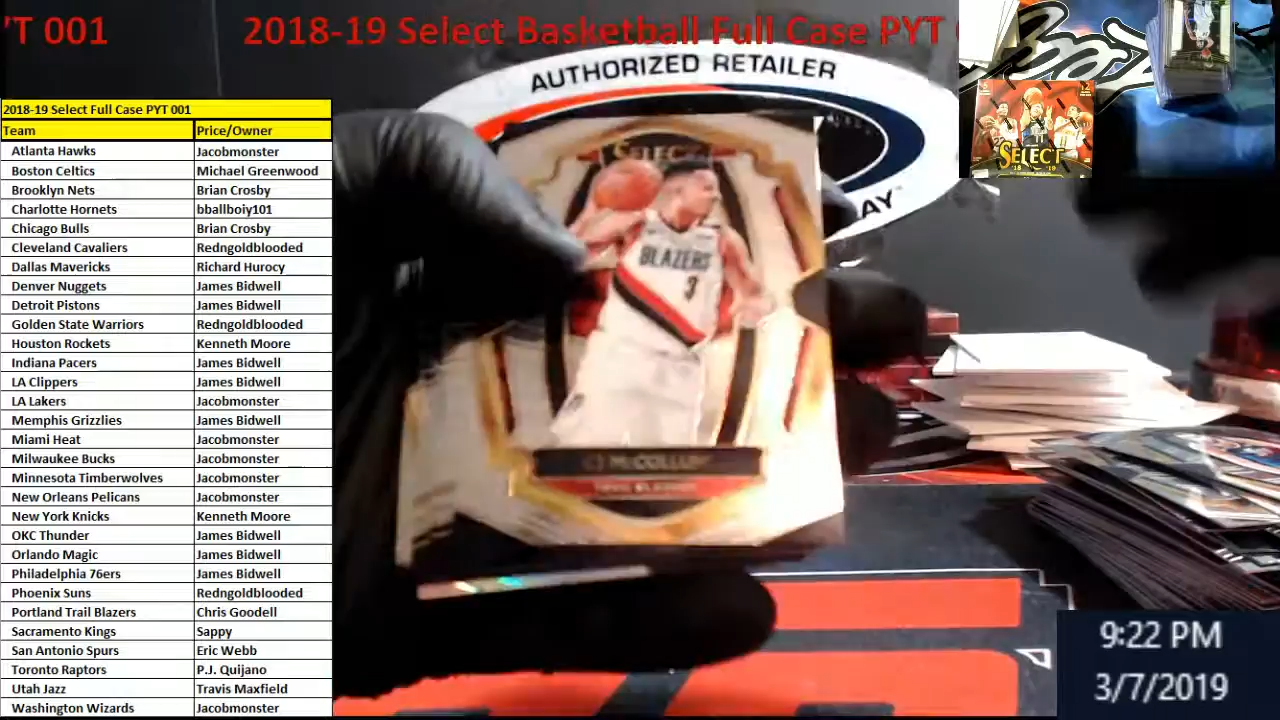 'T 001 2018-19 Select Basketball Full Case PYT
AUTHORIZED RETAILER
AY
SELECT
'18 '19
2018-19 Select Full Case PYT 001
Team Price/Owner
Atlanta Hawks Jacobmonster
Boston Celtics Michael Greenwood
Brooklyn Nets Brian Crosby
Charlotte Hornets bballboiy101
Chicago Bulls Brian Crosby
Cleveland Cavaliers Redngoldblooded
Dallas Mavericks Richard Hurocy
Denver Nuggets James Bidwell
Detroit Pistons James Bidwell
Golden State Warriors Redngoldblooded
Houston Rockets Kenneth Moore
Indiana Pacers James Bidwell
LA Clippers James Bidwell
LA Lakers Jacobmonster
Memphis Grizzlies James Bidwell
Miami Heat Jacobmonster
Milwaukee Bucks Jacobmonster
Minnesota Timberwolves Jacobmonster
New Orleans Pelicans Jacobmonster
New York Knicks Kenneth Moore
OKC Thunder James Bidwell
Orlando Magic James Bidwell
Philadelphia 76ers James Bidwell
Phoenix Suns Redngoldblooded
Portland Trail Blazers Chris Goodell
Sacramento Kings Sappy
San Antonio Spurs Eric Webb
Toronto Raptors P.J. Quijano
Utah Jazz Travis Maxfield
Washington Wizards Jacobmonster
SELECT
BLAZERS
3
CJ McCOLLUM
9:22 PM
3/7/2019